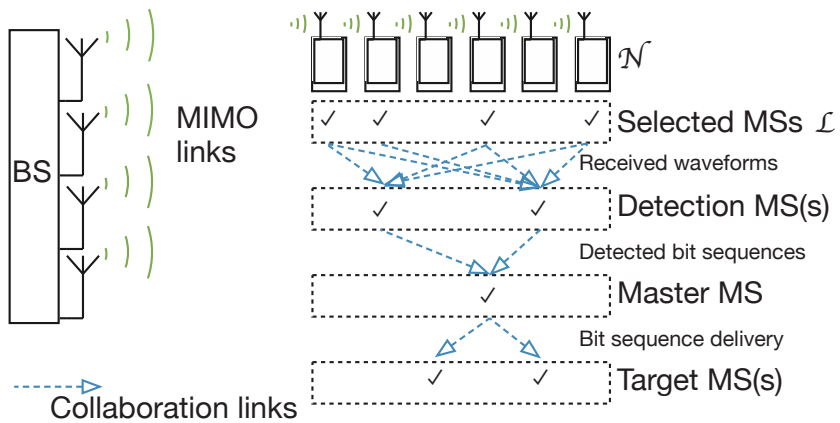 BS
MIMO
links
𝒩
Selected MSs ℒ
Received waveforms
Detection MS(s)
Detected bit sequences
Master MS
Bit sequence delivery
Target MS(s)
Collaboration links